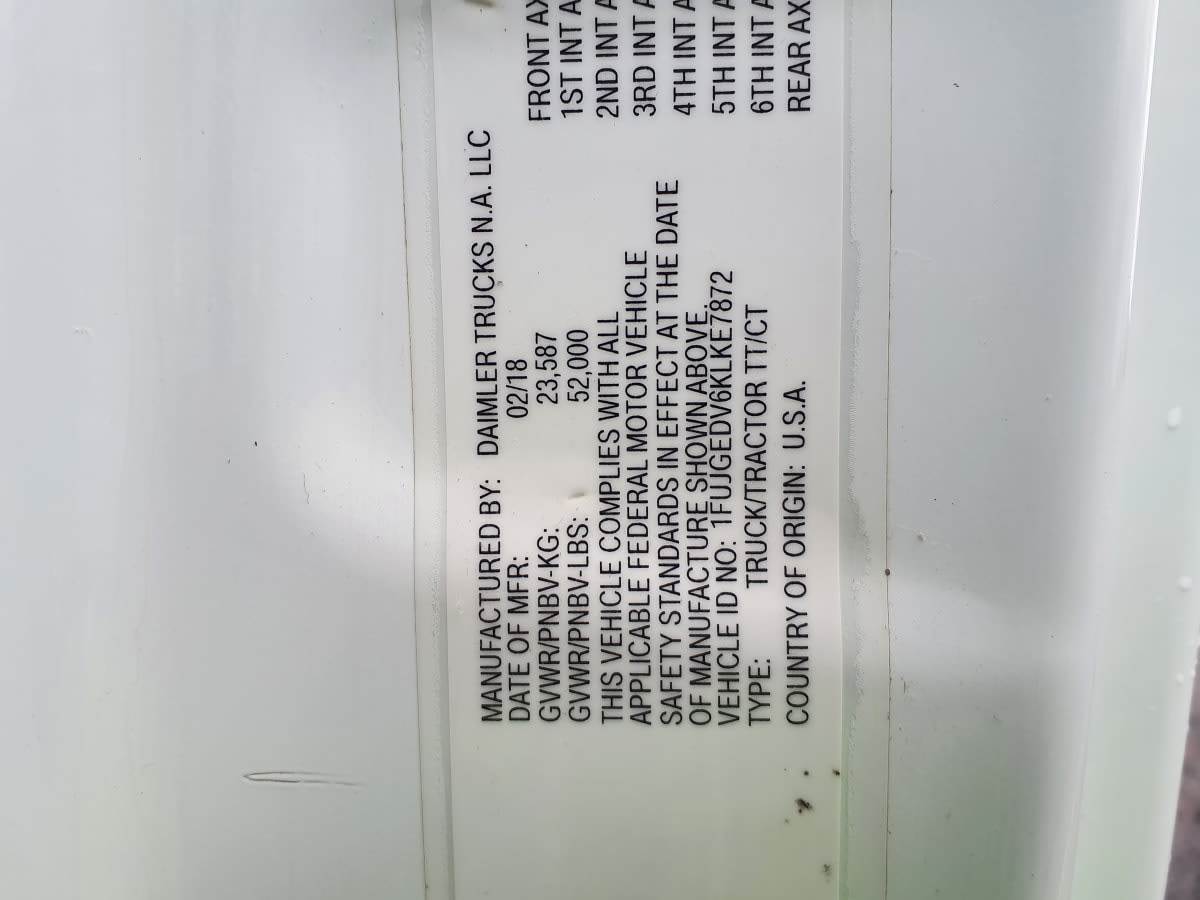 MANUFACTURED BY: DAIMLER TRUCKS N.A. LLC
DATE OF MFR: 02/18
GVWR/PNBV-KG: 23,587
GVWR/PNBV-LBS: 52,000
THIS VEHICLE COMPLIES WITH ALL
APPLICABLE FEDERAL MOTOR VEHICLE
SAFETY STANDARDS IN EFFECT AT THE DATE
OF MANUFACTURE SHOWN ABOVE.
VEHICLE ID NO: 1FUJGEDV6KLKE7872
TYPE: TRUCK/TRACTOR TT/CT
COUNTRY OF ORIGIN: U.S.A.
FRONT AX
1ST INT A
2ND INT A
3RD INT A
4TH INT A
5TH INT A
6TH INT A
REAR AX